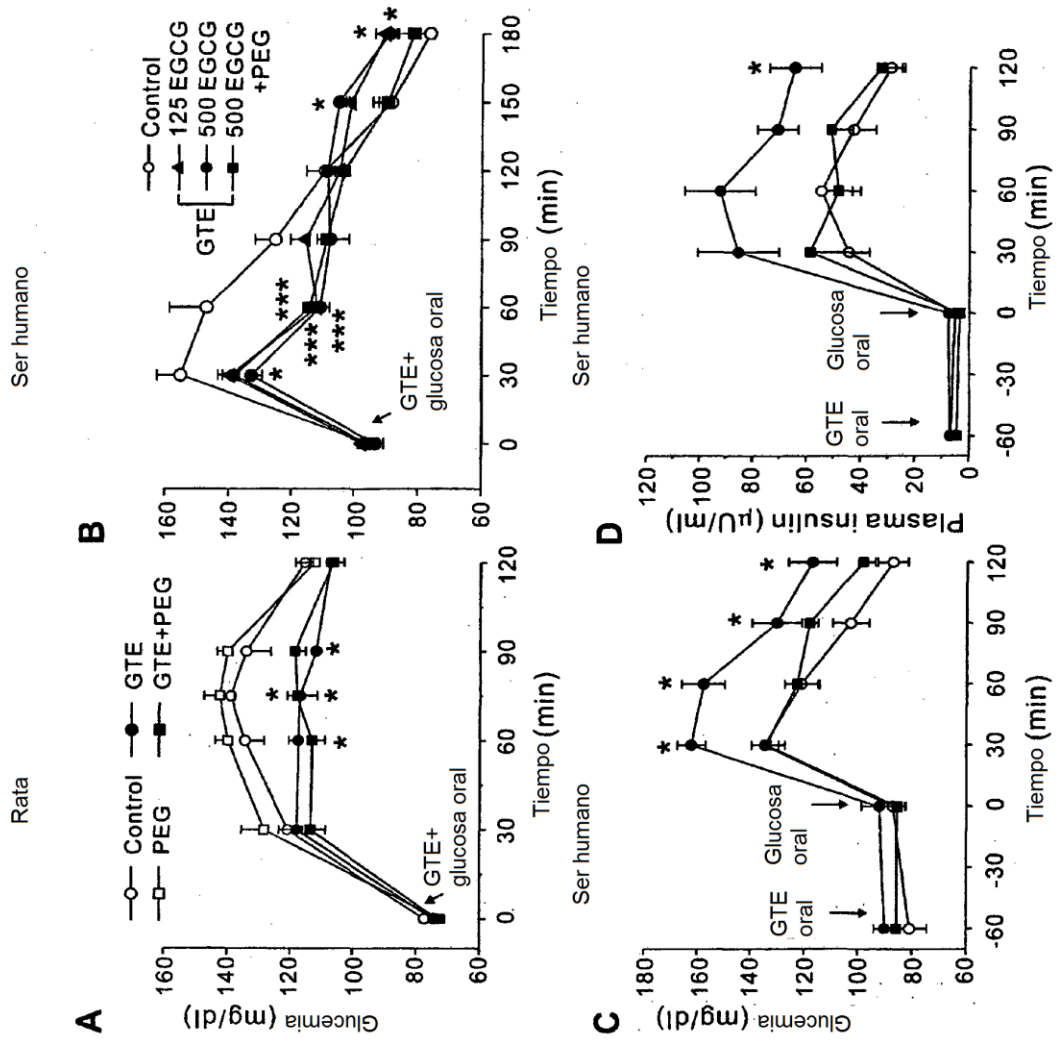 Rata
Ser humano
A
Control
PEG
GTE
GTE+PEG
Glucemia (mg/dl)
160
140
120
100
80
60
GTE+
glucosa oral
0
30
60
90
120
Tiempo (min)
B
Control
125 EGCG
500 EGCG
500 EGCG
+PEG
GTE
160
140
120
100
80
60
*
***
***
***
*
*
*
GTE+
glucosa oral
0
30
60
90
120
150
180
Tiempo (min)
Ser humano
Ser humano
C
Glucemia (mg/dl)
180
160
140
120
100
80
60
GTE
oral
Glucosa
oral
*
*
*
*
-60
-30
0
30
60
90
120
Tiempo (min)
D
Plasma insulin (μU/ml)
120
100
80
60
40
20
0
GTE
oral
Glucosa
oral
*
-60
-30
0
30
60
90
120
Tiempo (min)